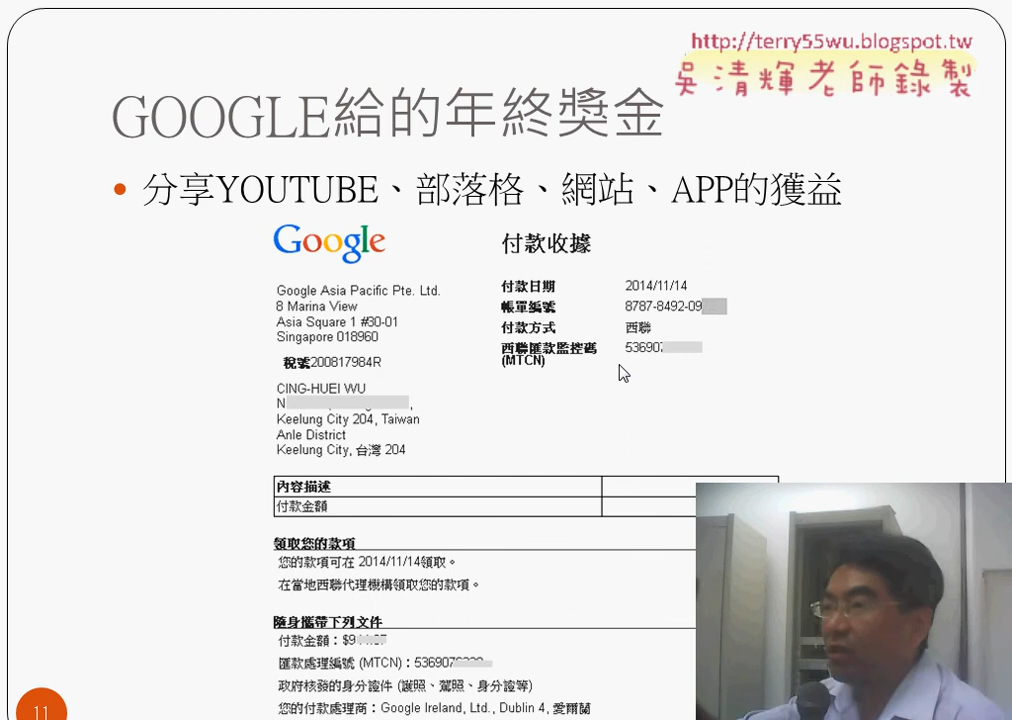 http://terry55wu.blogspot.tw
吳清輝老師錄製
GOOGLE給的年終獎金
• 分享YOUTUBE、部落格、網站、APP的獲益
Google
付款收據
Google Asia Pacific Pte. Ltd.
8 Marina View
Asia Square 1 #30-01
Singapore 018960
稅號200817984R
付款日期 2014/11/14
帳單編號 8787-8492-09
付款方式 西聯
西聯匯款監控碼 53690
(MTCN)
CING-HUEI WU
N
Keelung City 204, Taiwan
Anle District
Keelung City, 台灣 204
內容描述
付款金額
領取您的款項
您的款項可在 2014/11/14領取。
在當地西聯代理機構領取您的款項。
隨身攜帶下列文件
付款金額：$9
匯款處理編號 (MTCN)：536907
政府核發的身分證件 (護照、駕照、身分證等)
您的付款處理商：Google Ireland, Ltd., Dublin 4, 愛爾蘭
11